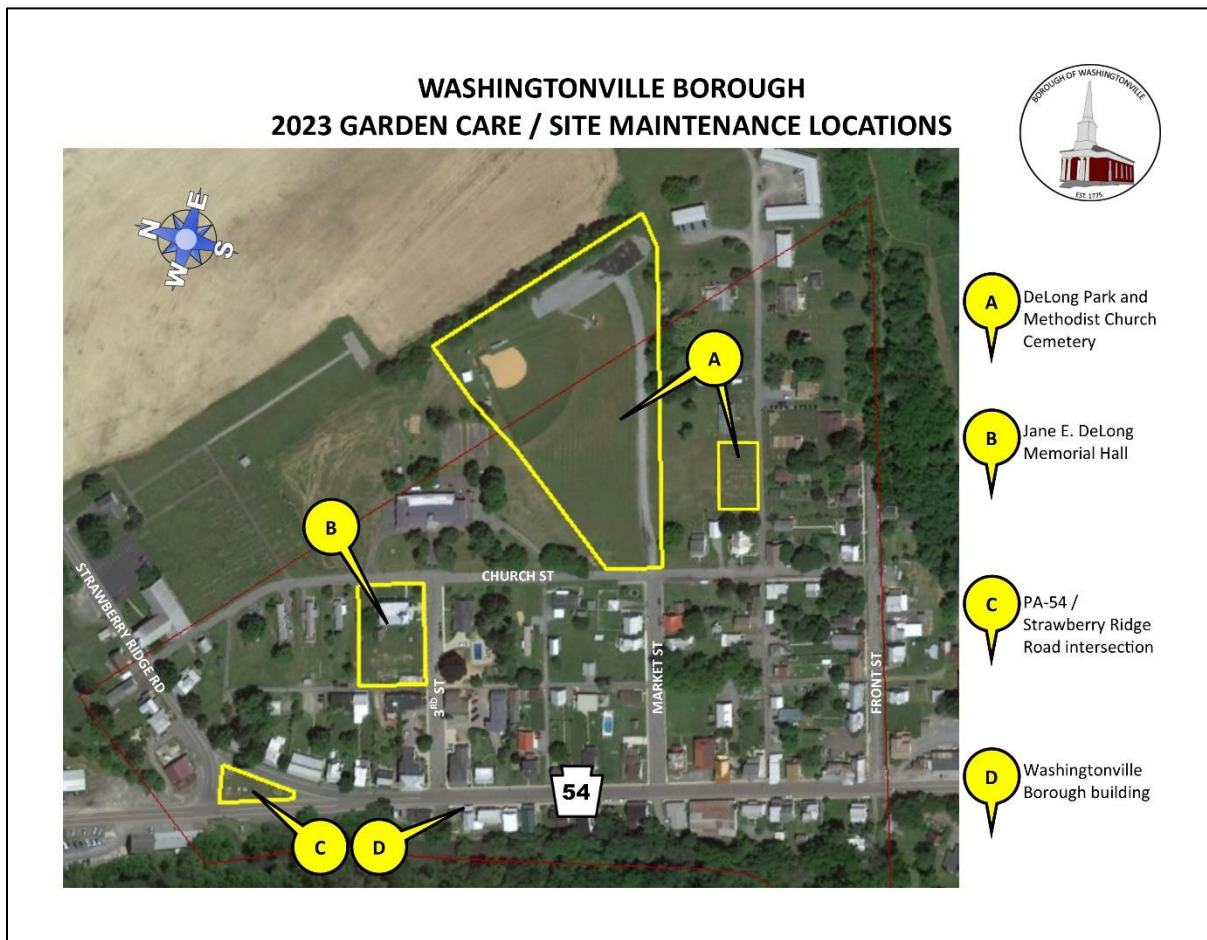 WASHINGTONVILLE BOROUGH
2023 GARDEN CARE / SITE MAINTENANCE LOCATIONS
BOROUGH OF WASHINGTONVILLE
EST. 1775
N
E
S
W
A
B
CHURCH ST
STRAWBERRY RIDGE RD
3RD ST
MARKET ST
FRONT ST
54
C
D
A
DeLong Park and
Methodist Church
Cemetery
B
Jane E. DeLong
Memorial Hall
C
PA-54 /
Strawberry Ridge
Road intersection
D
Washingtonville
Borough building